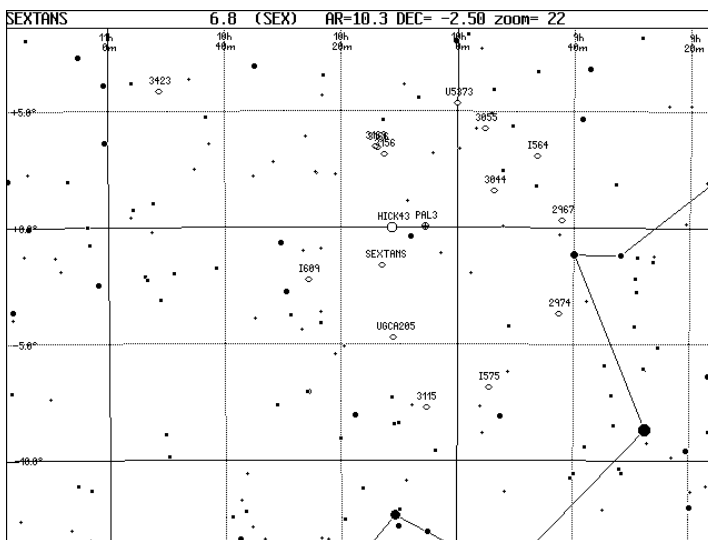 SEXTANS 6.8 (SEX) AR=10.3 DEC= -2.50 zoom= 22
11h 0m
10h 40m
10h 20m
10h 0m
9h 40m
9h 20m
3423
U5373
+5.0°
3055
3169
3156
I564
3044
2967
HICK43 PAL3
+0.0°
SEXTANS
I609
2974
UGCA205
-5.0°
I575
3115
-10.0°